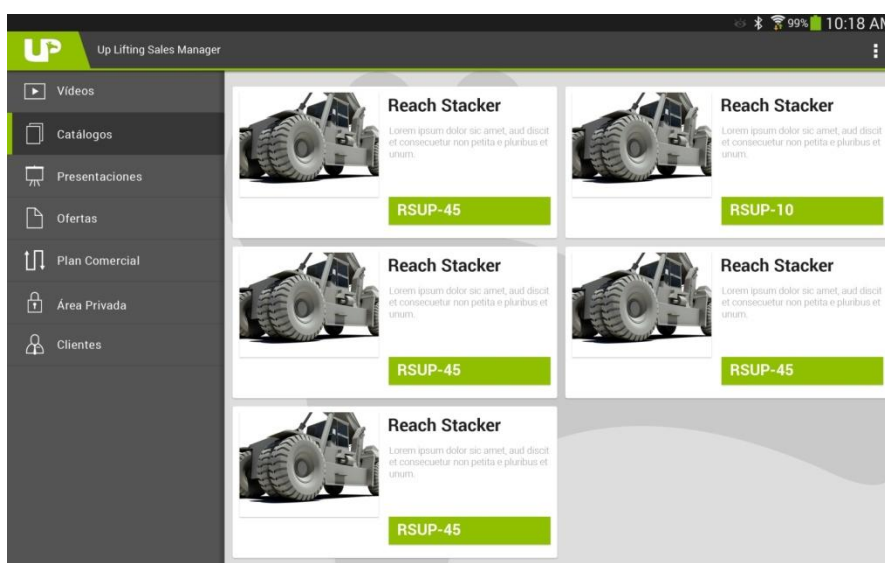 99% 10:18 AM
UP Up Lifting Sales Manager
Vídeos
Catálogos
Presentaciones
Ofertas
Plan Comercial
Área Privada
Clientes
Reach Stacker
Lorem ipsum dolor sic amet, aud discit
et consecuetur non petita e pluribus et
unum.
RSUP-45
Reach Stacker
Lorem ipsum dolor sic amet, aud discit
et consecuetur non petita e pluribus et
unum.
RSUP-10
Reach Stacker
Lorem ipsum dolor sic amet, aud discit
et consecuetur non petita e pluribus et
unum.
RSUP-45
Reach Stacker
Lorem ipsum dolor sic amet, aud discit
et consecuetur non petita e pluribus et
unum.
RSUP-45
Reach Stacker
Lorem ipsum dolor sic amet, aud discit
et consecuetur non petita e pluribus et
unum.
RSUP-45